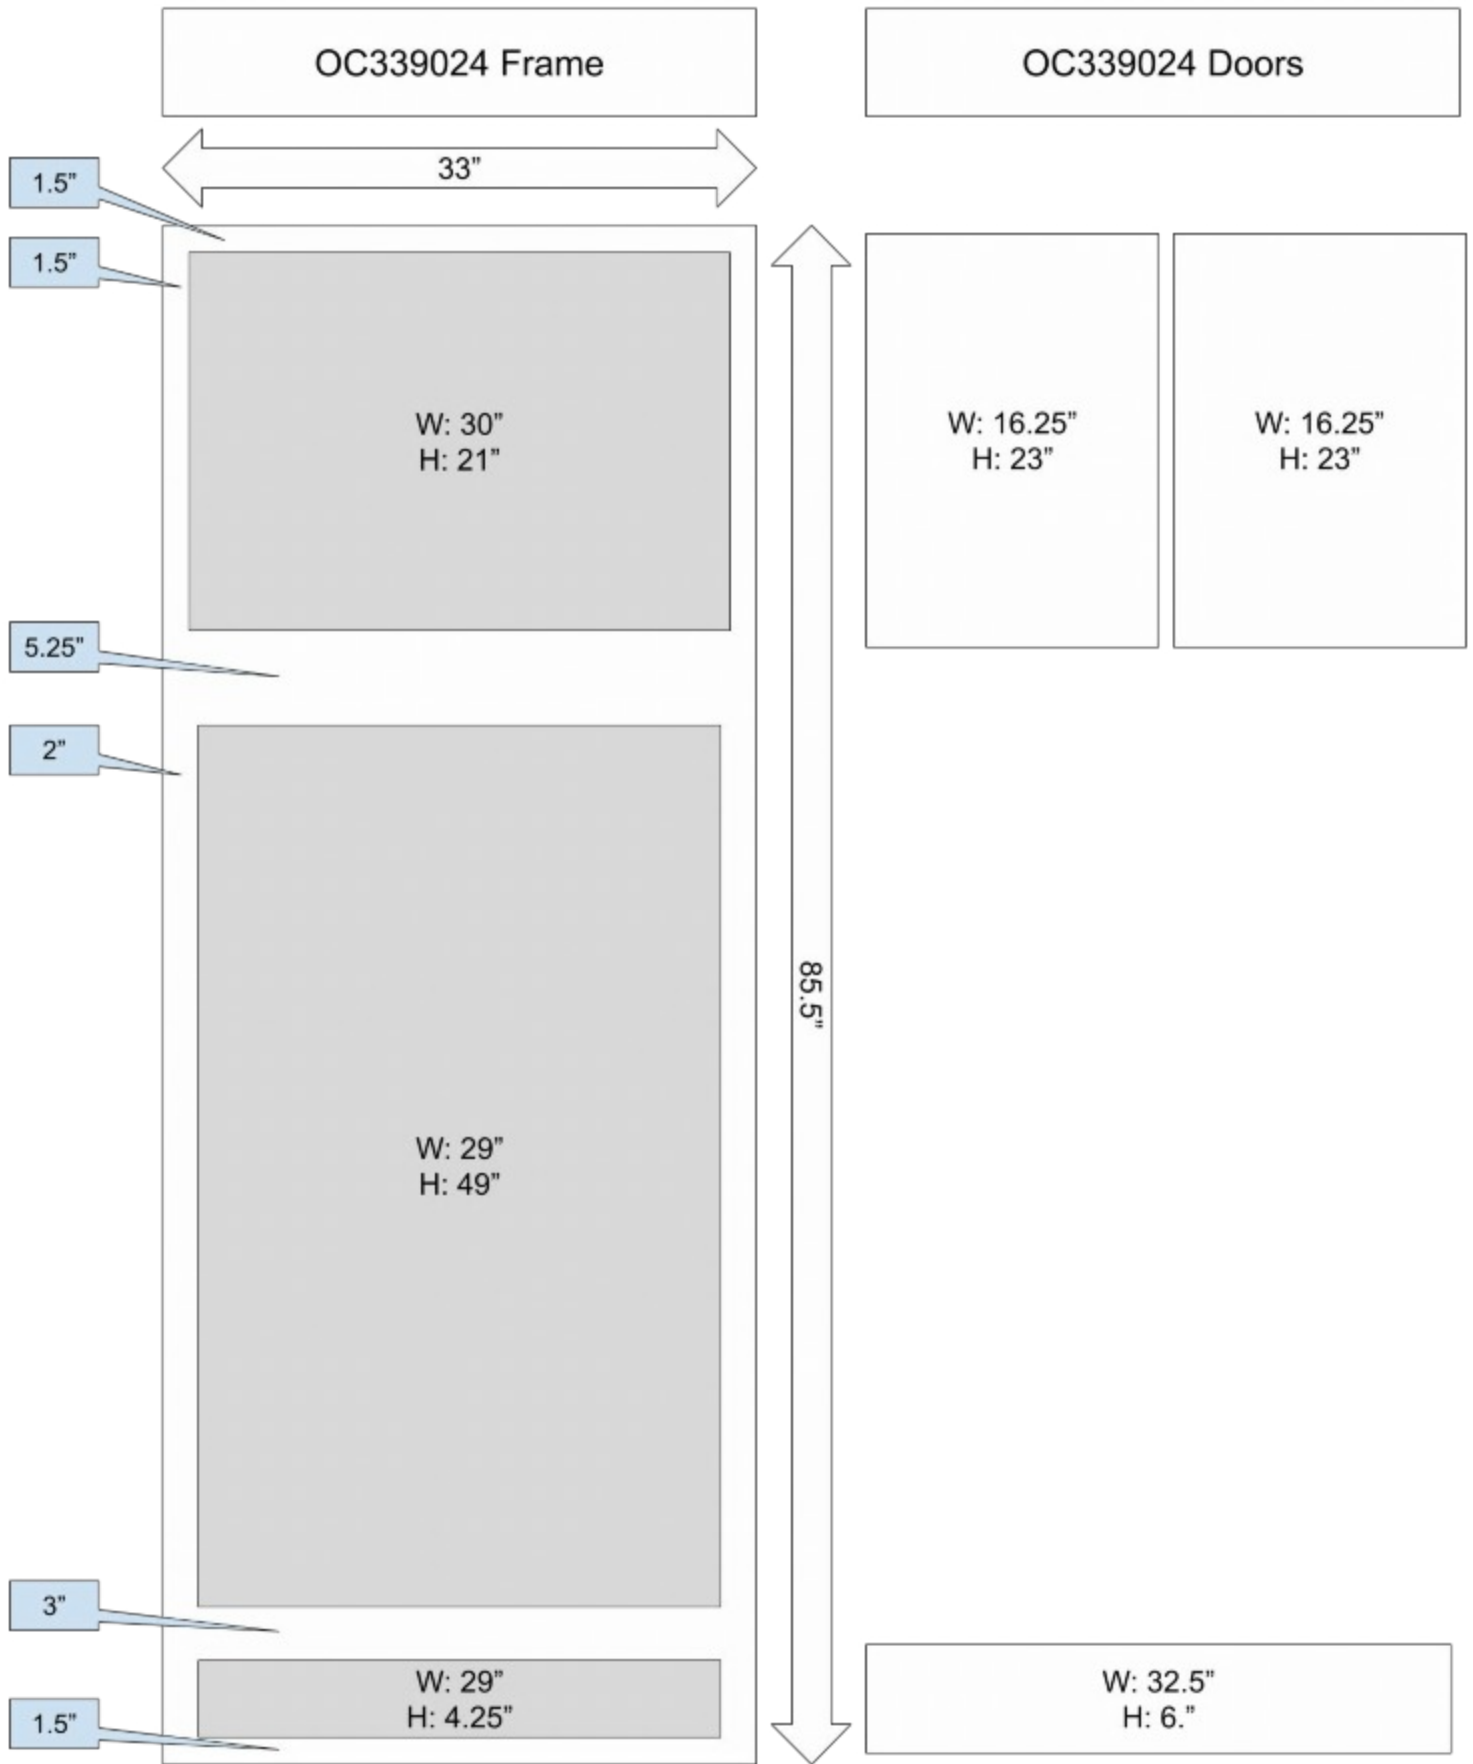 OC339024 Frame
OC339024 Doors
33”
1.5”
1.5”
W: 30”
H: 21”
W: 16.25”
H: 23”
W: 16.25”
H: 23”
5.25”
2”
85.5”
W: 29”
H: 49”
3”
W: 29”
H: 4.25”
W: 32.5”
H: 6.”
1.5”